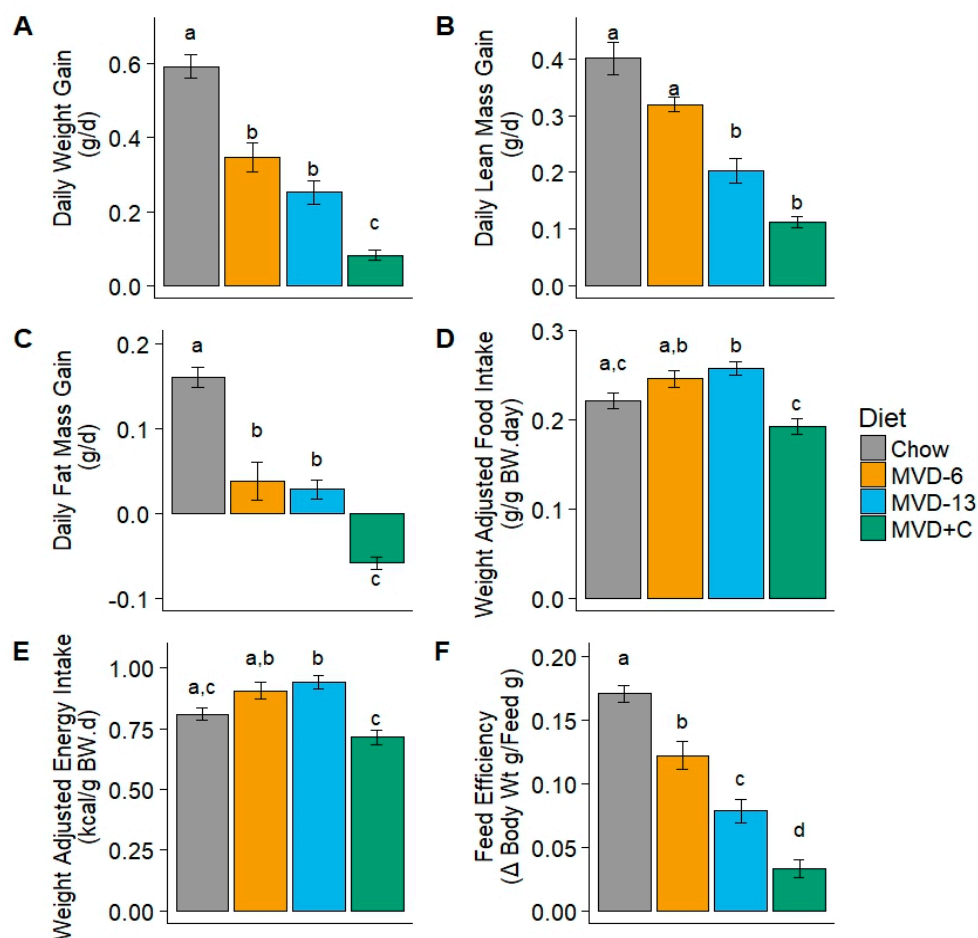 A
Daily Weight Gain
(g/d)
0.6
0.4
0.2
0.0
a
b
b
c
B
Daily Lean Mass Gain
(g/d)
0.4
0.3
0.2
0.1
0.0
a
a
b
b
C
Daily Fat Mass Gain
(g/d)
0.2
0.1
0.0
-0.1
a
b
b
c
D
Weight Adjusted Food Intake
(g/g BW.day)
0.3
0.2
0.1
0.0
a,c
a,b
b
c
Diet
Chow
MVD-6
MVD-13
MVD+C
E
Weight Adjusted Energy Intake
(kcal/g BW.d)
1.00
0.75
0.50
0.25
0.00
a,c
a,b
b
c
F
Feed Efficiency
(Δ Body Wt g/Feed g)
0.20
0.15
0.10
0.05
0.00
a
b
c
d